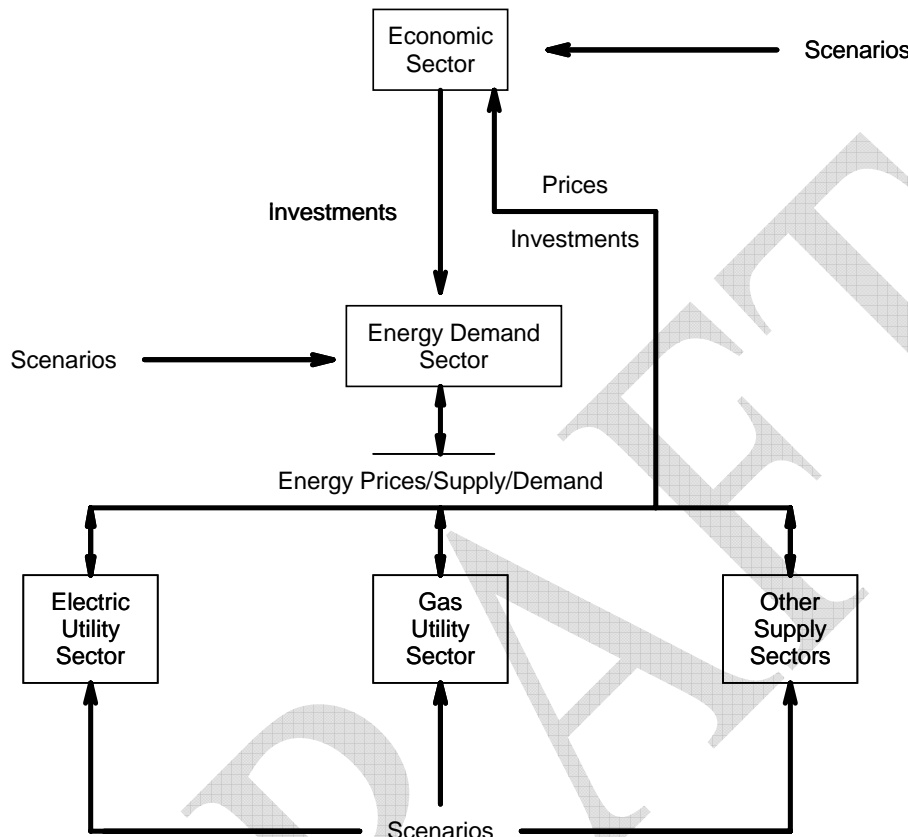 Economic
Sector
Scenarios
Prices
Investments
Investments
Energy Demand
Sector
Scenarios
Energy Prices/Supply/Demand
Electric
Utility
Sector
Gas
Utility
Sector
Other
Supply
Sectors
Scenarios
DRAFT